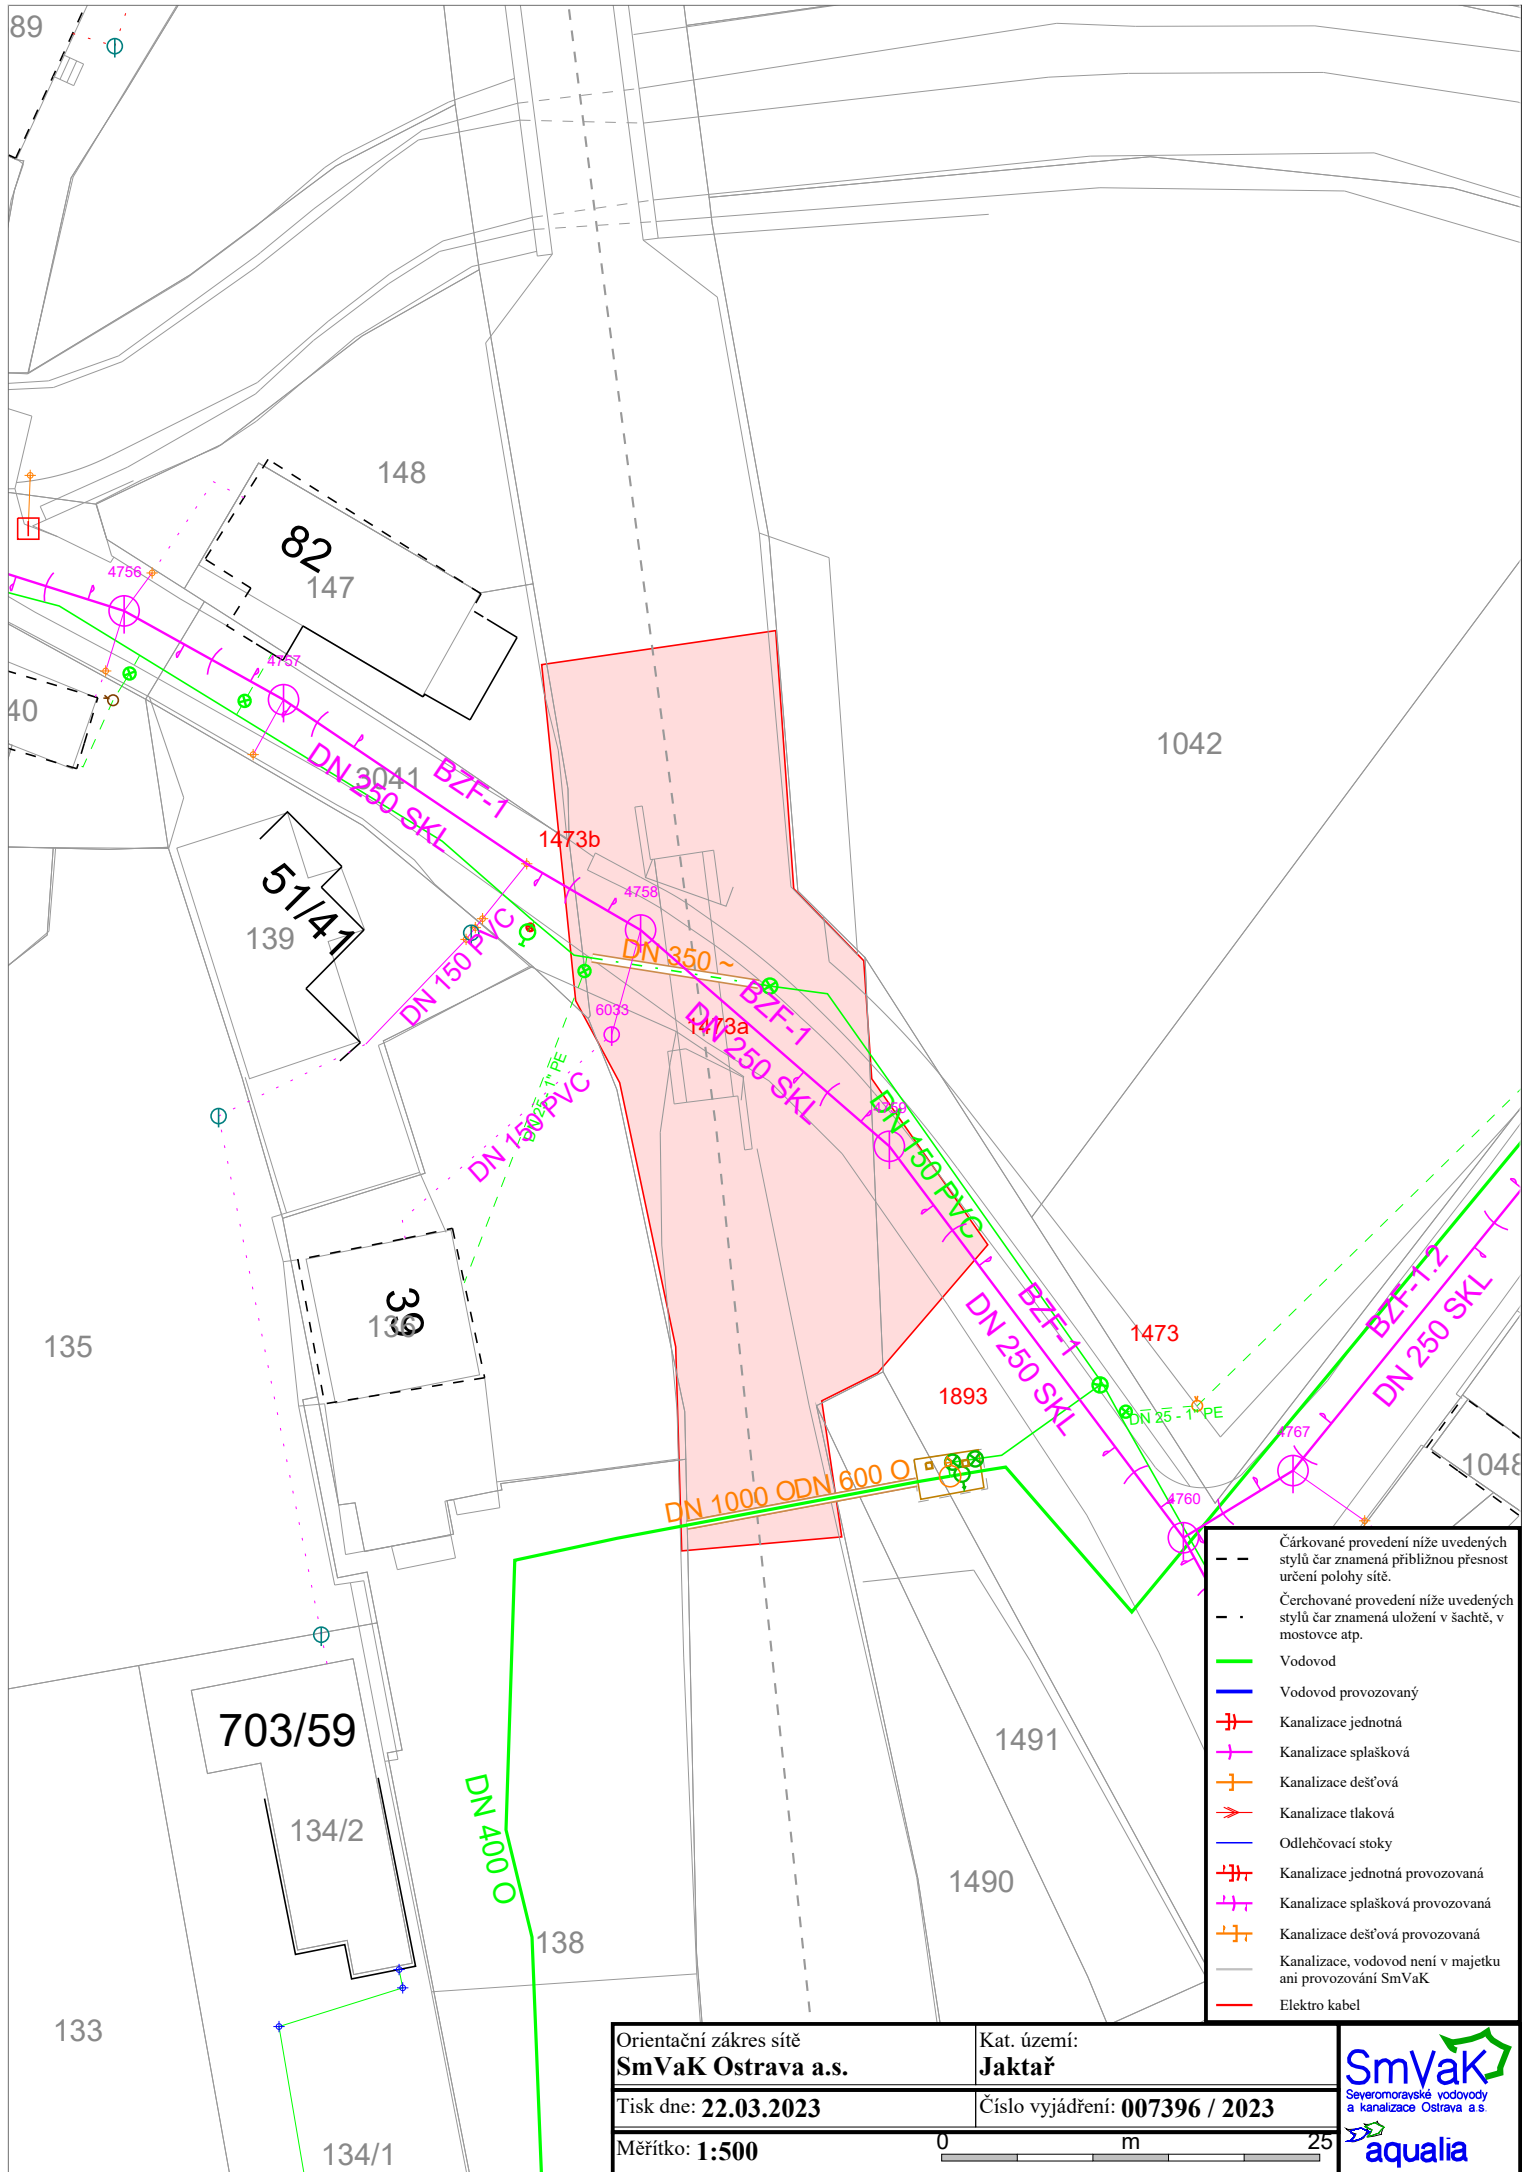 89
148
82
147
4756
4757
40
3041
BZF-1
DN 250 SKL
1042
1473b
51/41
139
4758
DN 150 PVC
DN 350 ~
BZF-1
6033
1473a
DN 250 SKL
DN 25 - 1" PE
DN 150 PVC
4759
DN 150 PVC
39
136
135
BZF-1
DN 250 SKL
1473
BZF-1.2
DN 250 SKL
1893
DN 25 - 1" PE
4767
1048
DN 1000 O
DN 600 O
4760
703/59
134/2
DN 400 O
138
1491
1490
133
134/1
Čárkované provedení níže uvedených
stylů čar znamená přibližnou přesnost
určení polohy sítě.
Čerchované provedení níže uvedených
stylů čar znamená uložení v šachtě, v
mostovce atp.
Vodovod
Vodovod provozovaný
Kanalizace jednotná
Kanalizace splašková
Kanalizace dešťová
Kanalizace tlaková
Odlehčovací stoky
Kanalizace jednotná provozovaná
Kanalizace splašková provozovaná
Kanalizace dešťová provozovaná
Kanalizace, vodovod není v majetku
ani provozování SmVaK
Elektro kabel
Orientační zákres sítě
SmVaK Ostrava a.s.
Kat. území:
Jaktař
Tisk dne: 22.03.2023
Číslo vyjádření: 007396 / 2023
Měřítko: 1:500
0 m 25
SmVaK
Severomoravské vodovody
a kanalizace Ostrava a.s.
aqualia